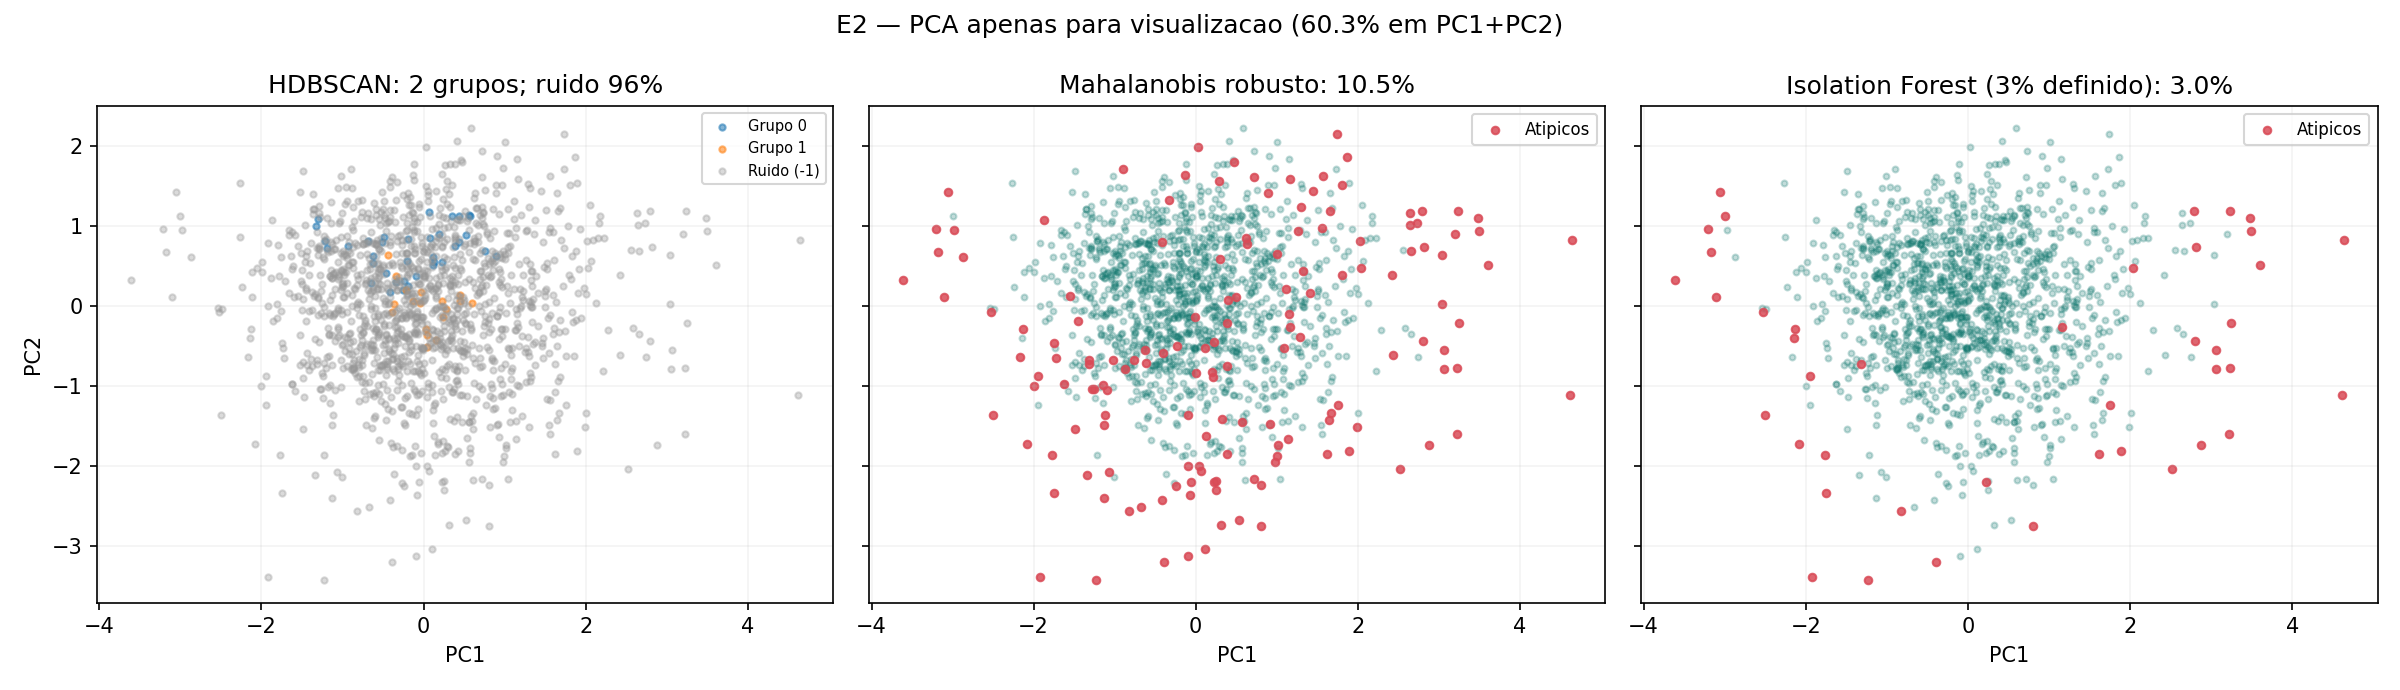 E2 — PCA apenas para visualizacao (60.3% em PC1+PC2)
HDBSCAN: 2 grupos; ruido 96%
Grupo 0
Grupo 1
Ruido (-1)
2
1
0
−1
−2
−3
PC2
−4
−2
0
2
4
PC1
Mahalanobis robusto: 10.5%
Atipicos
−4
−2
0
2
4
PC1
Isolation Forest (3% definido): 3.0%
Atipicos
−4
−2
0
2
4
PC1